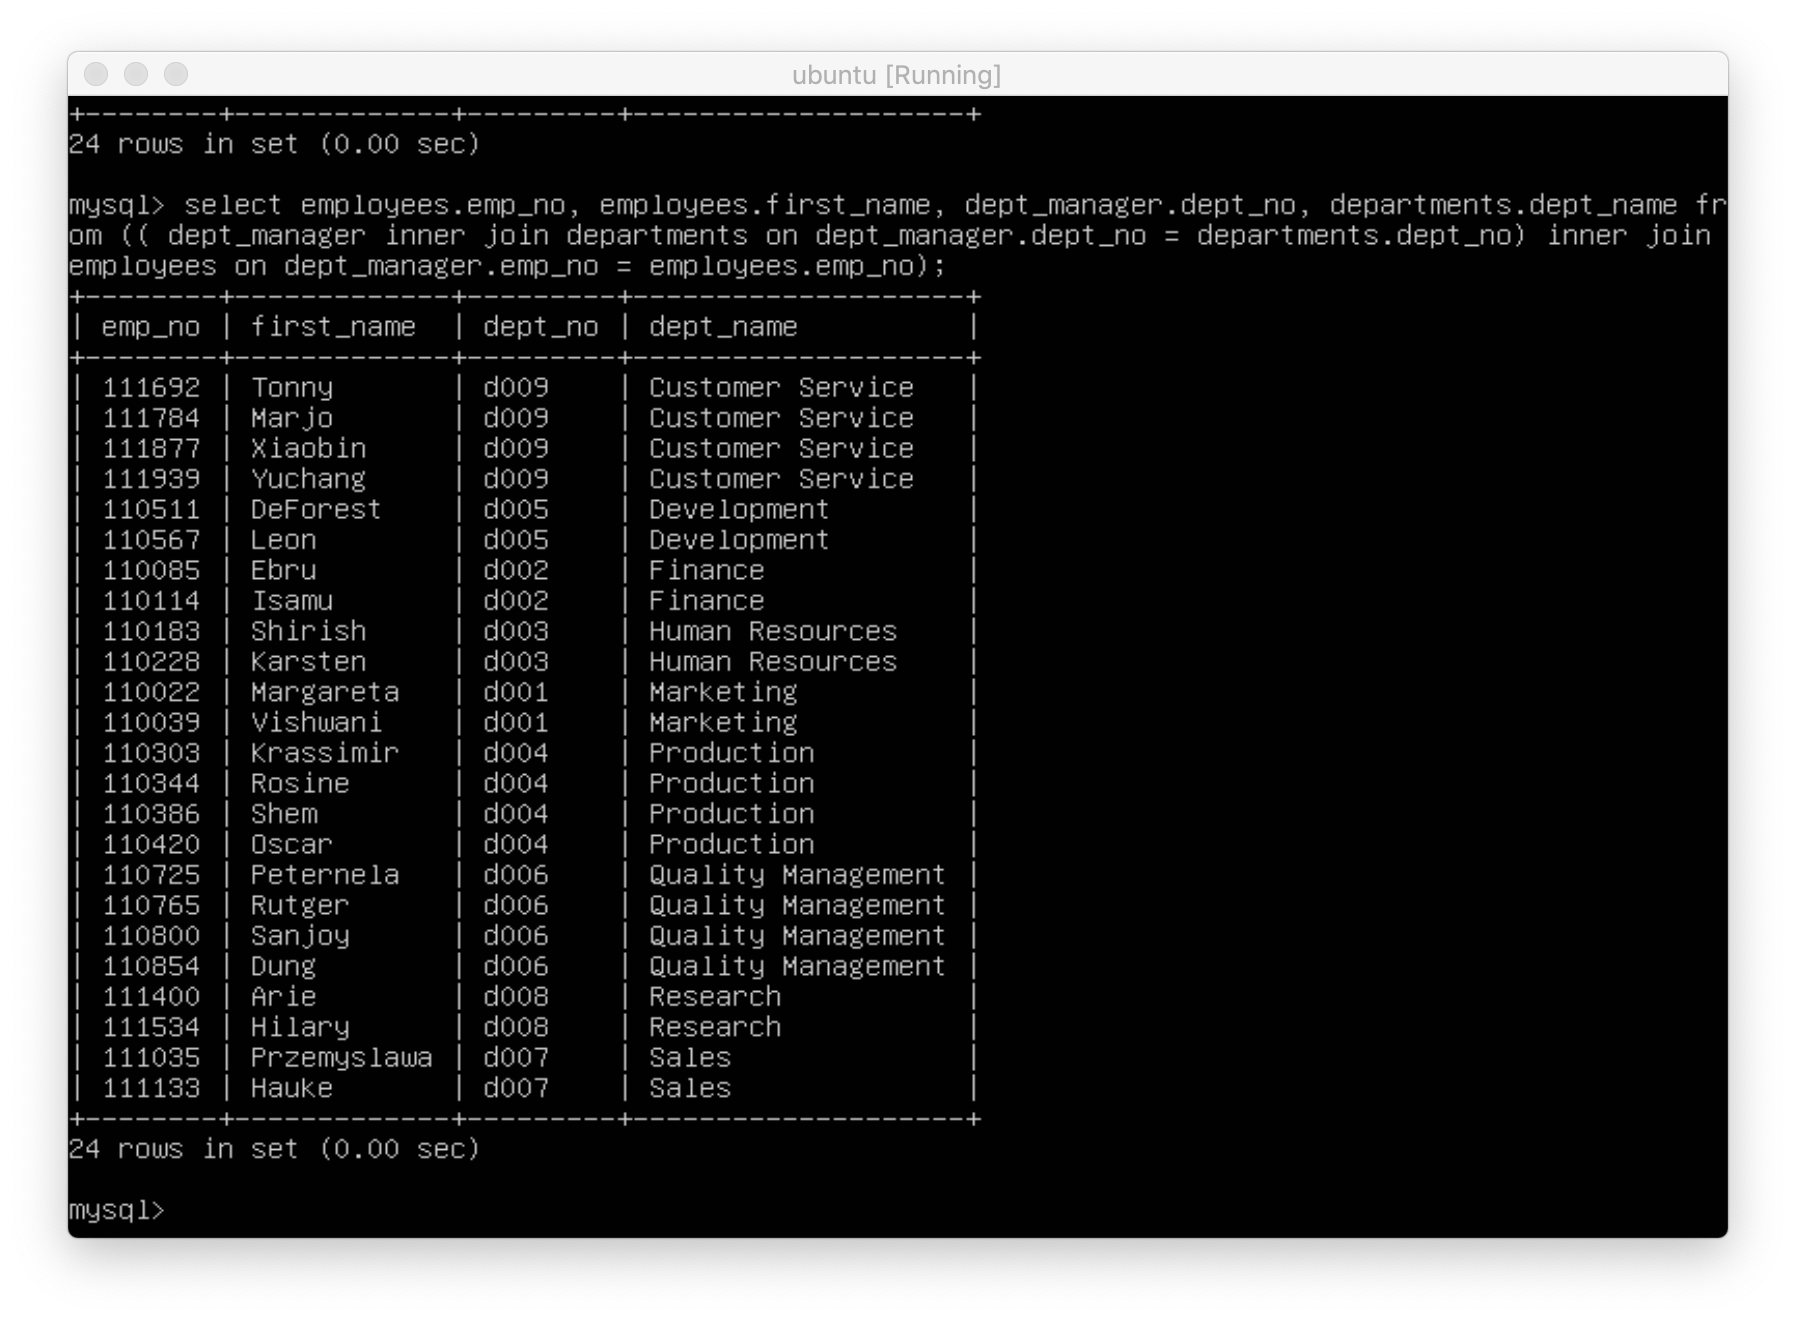 ubuntu [Running]
+--------+-------------+---------+--------------------+
24 rows in set (0.00 sec)
mysql> select employees.emp_no, employees.first_name, dept_manager.dept_no, departments.dept_name fr
om (( dept_manager inner join departments on dept_manager.dept_no = departments.dept_no) inner join
employees on dept_manager.emp_no = employees.emp_no);
+--------+-------------+---------+--------------------+
| emp_no | first_name  | dept_no | dept_name          |
+--------+-------------+---------+--------------------+
| 111692 | Tonny       | d009    | Customer Service   |
| 111784 | Marjo       | d009    | Customer Service   |
| 111877 | Xiaobin     | d009    | Customer Service   |
| 111939 | Yuchang     | d009    | Customer Service   |
| 110511 | DeForest    | d005    | Development        |
| 110567 | Leon        | d005    | Development        |
| 110085 | Ebru        | d002    | Finance            |
| 110114 | Isamu       | d002    | Finance            |
| 110183 | Shirish     | d003    | Human Resources    |
| 110228 | Karsten     | d003    | Human Resources    |
| 110022 | Margareta   | d001    | Marketing          |
| 110039 | Vishwani    | d001    | Marketing          |
| 110303 | Krassimir   | d004    | Production         |
| 110344 | Rosine      | d004    | Production         |
| 110386 | Shem        | d004    | Production         |
| 110420 | Oscar       | d004    | Production         |
| 110725 | Peternela   | d006    | Quality Management |
| 110765 | Rutger      | d006    | Quality Management |
| 110800 | Sanjoy      | d006    | Quality Management |
| 110854 | Dung        | d006    | Quality Management |
| 111400 | Arie        | d008    | Research           |
| 111534 | Hilary      | d008    | Research           |
| 111035 | Przemyslawa | d007    | Sales              |
| 111133 | Hauke       | d007    | Sales              |
+--------+-------------+---------+--------------------+
24 rows in set (0.00 sec)
mysql>